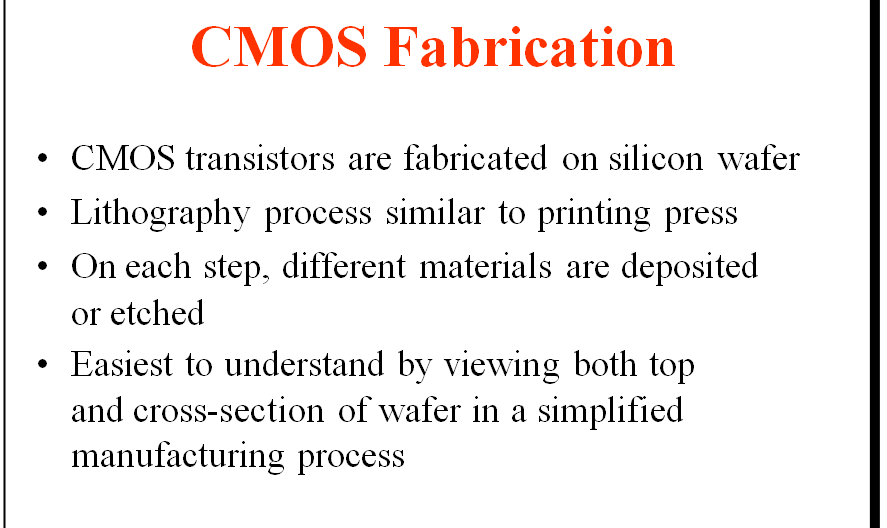 CMOS Fabrication
• CMOS transistors are fabricated on silicon wafer
• Lithography process similar to printing press
• On each step, different materials are deposited
or etched
• Easiest to understand by viewing both top
and cross-section of wafer in a simplified
manufacturing process